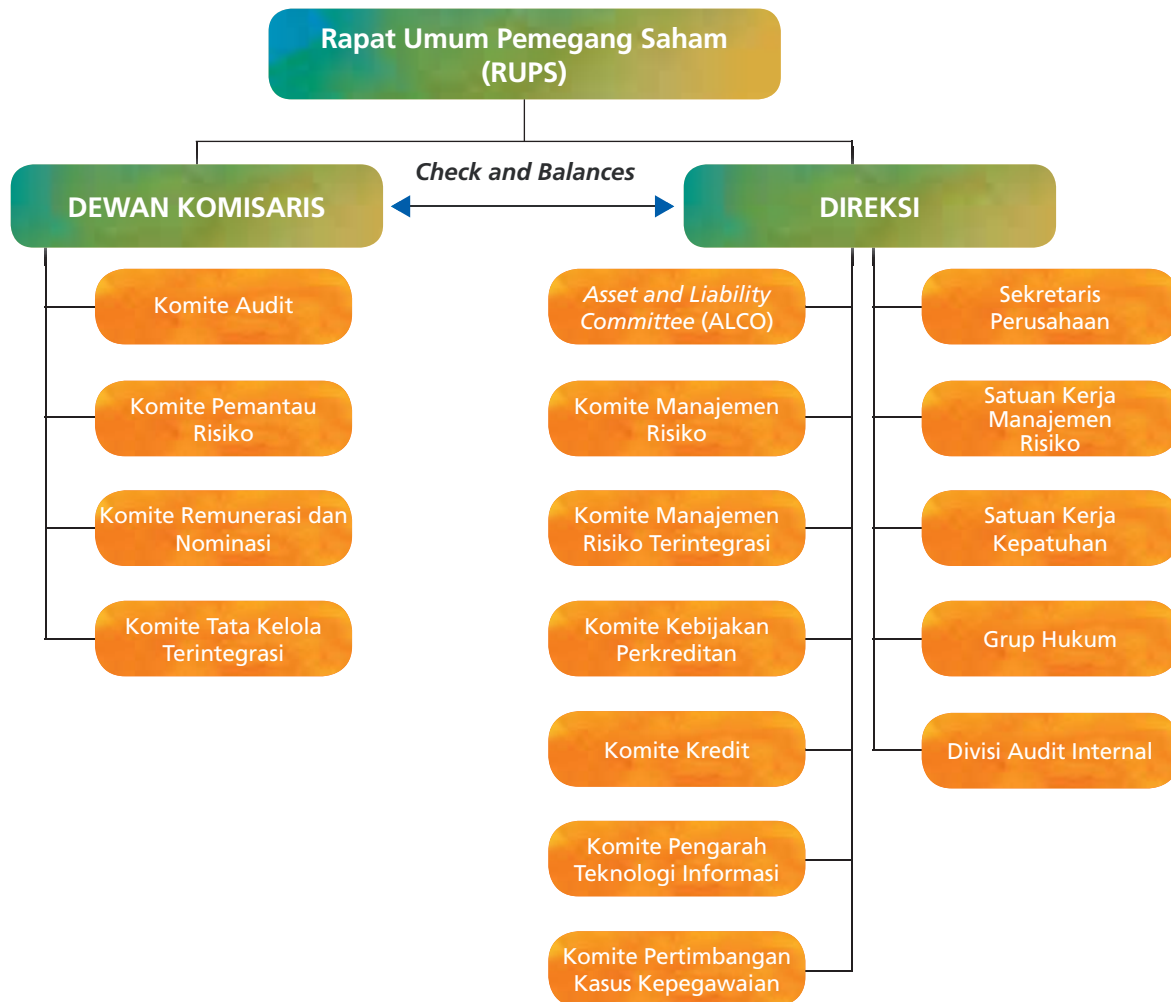 Rapat Umum Pemegang Saham
(RUPS)
Check and Balances
DEWAN KOMISARIS
DIREKSI
Komite Audit
Komite Pemantau
Risiko
Komite Remunerasi dan
Nominasi
Komite Tata Kelola
Terintegrasi
Asset and Liability
Committee (ALCO)
Komite Manajemen
Risiko
Komite Manajemen
Risiko Terintegrasi
Komite Kebijakan
Perkreditan
Komite Kredit
Komite Pengarah
Teknologi Informasi
Komite Pertimbangan
Kasus Kepegawaian
Sekretaris
Perusahaan
Satuan Kerja
Manajemen
Risiko
Satuan Kerja
Kepatuhan
Grup Hukum
Divisi Audit Internal